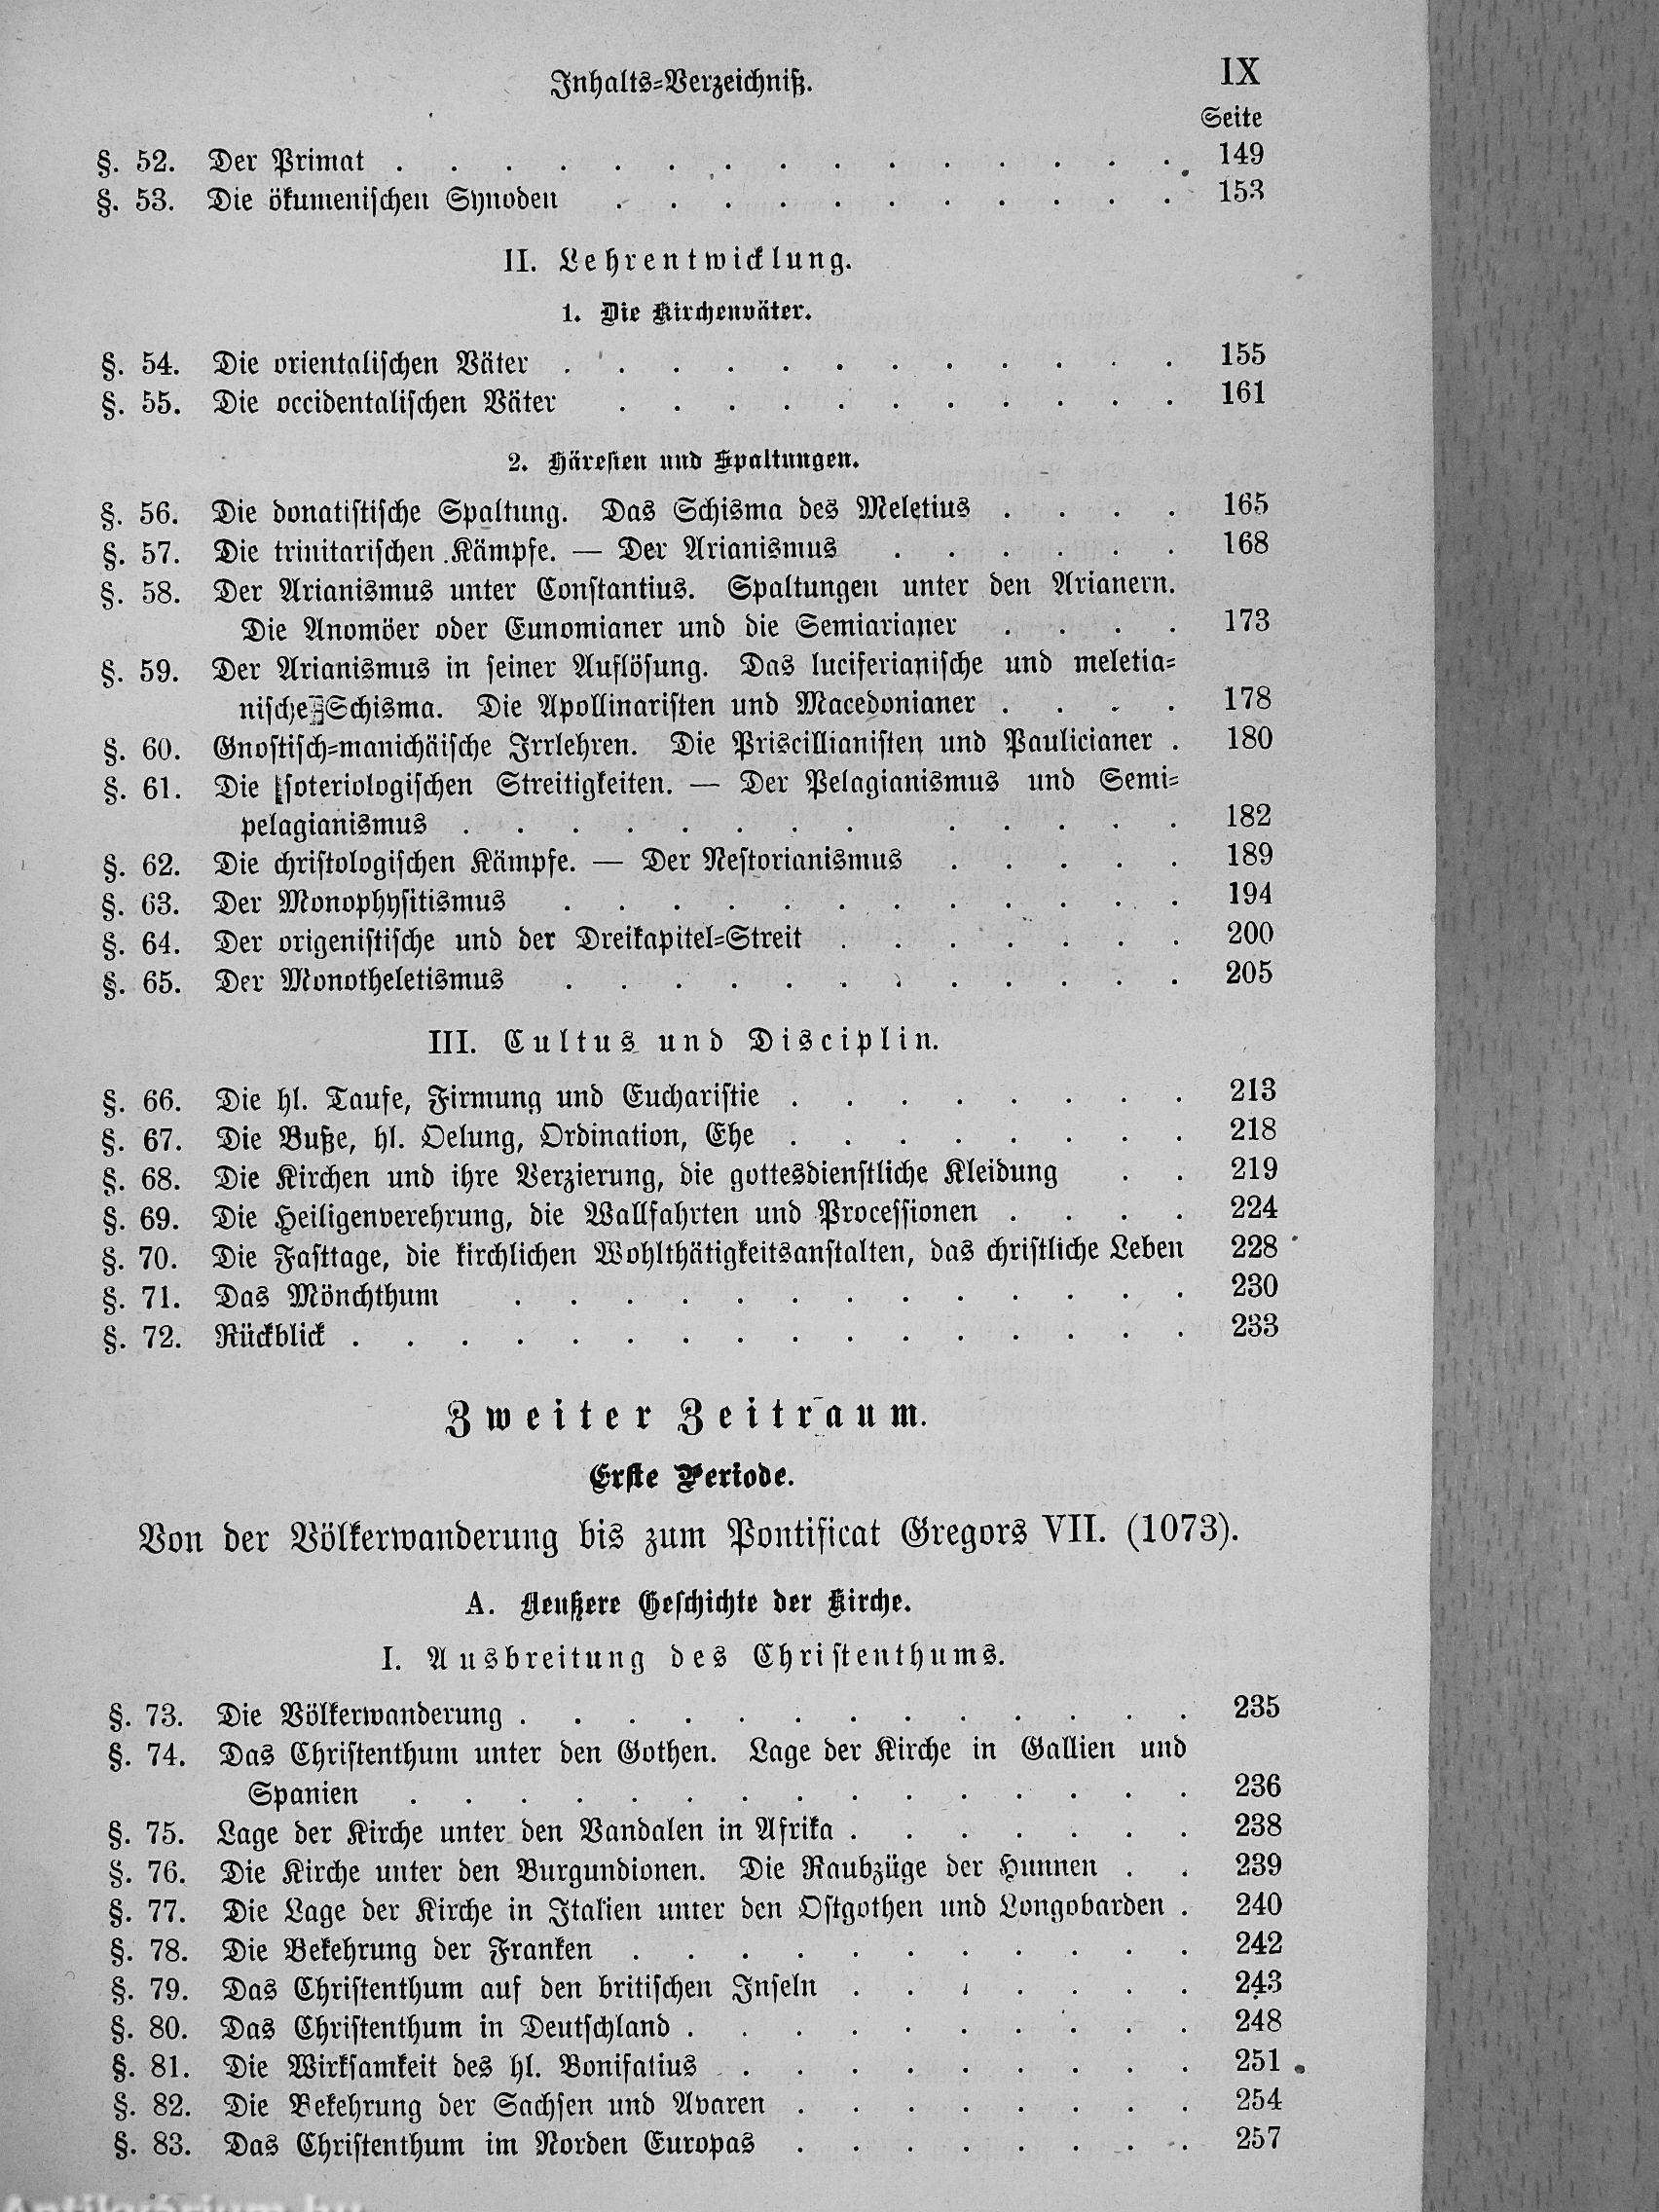 Inhalts-Verzeichniß. IX
Seite
§. 52. Der Primat . . . . . . . . . . . . . . . 149
§. 53. Die ökumenischen Synoden . . . . . . . . . . . 153
II. Lehrentwicklung.
1. Die Kirchenväter.
§. 54. Die orientalischen Väter . . . . . . . . . . . . 155
§. 55. Die occidentalischen Väter . . . . . . . . . . . 161
2. Häresien und Spaltungen.
§. 56. Die donatistische Spaltung. Das Schisma des Meletius . . . . 165
§. 57. Die trinitarischen Kämpfe. — Der Arianismus . . . . . . 168
§. 58. Der Arianismus unter Constantius. Spaltungen unter den Arianern.
Die Anomöer oder Eunomianer und die Semiarianer . . . . 173
§. 59. Der Arianismus in seiner Auflösung. Das luciferianische und meletia-
nische Schisma. Die Apollinaristen und Macedonianer . . . . 178
§. 60. Gnostisch-manichäische Irrlehren. Die Priscillianisten und Paulicianer . 180
§. 61. Die soteriologischen Streitigkeiten. — Der Pelagianismus und Semi-
pelagianismus . . . . . . . . . . . . . . 182
§. 62. Die christologischen Kämpfe. — Der Nestorianismus . . . . . 189
§. 63. Der Monophysitismus . . . . . . . . . . . . 194
§. 64. Der origenistische und der Dreikapitel-Streit . . . . . . . 200
§. 65. Der Monotheletismus . . . . . . . . . . . . 205
III. Cultus und Disciplin.
§. 66. Die hl. Taufe, Firmung und Eucharistie . . . . . . . . 213
§. 67. Die Buße, hl. Oelung, Ordination, Ehe . . . . . . . . 218
§. 68. Die Kirchen und ihre Verzierung, die gottesdienstliche Kleidung . . 219
§. 69. Die Heiligenverehrung, die Wallfahrten und Processionen . . . . 224
§. 70. Die Fasttage, die kirchlichen Wohlthätigkeitsanstalten, das christliche Leben 228
§. 71. Das Mönchthum . . . . . . . . . . . . . 230
§. 72. Rückblick . . . . . . . . . . . . . . . . 233
Zweiter Zeitraum.
Erste Periode.
Von der Völkerwanderung bis zum Pontificat Gregors VII. (1073).
A. Aeußere Geschichte der Kirche.
I. Ausbreitung des Christenthums.
§. 73. Die Völkerwanderung . . . . . . . . . . . . . 235
§. 74. Das Christenthum unter den Gothen. Lage der Kirche in Gallien und
Spanien . . . . . . . . . . . . . . . 236
§. 75. Lage der Kirche unter den Vandalen in Afrika . . . . . . . 238
§. 76. Die Kirche unter den Burgundionen. Die Raubzüge der Hunnen . . 239
§. 77. Die Lage der Kirche in Italien unter den Ostgothen und Longobarden . 240
§. 78. Die Bekehrung der Franken . . . . . . . . . . . 242
§. 79. Das Christenthum auf den britischen Inseln . . . . . . . 243
§. 80. Das Christenthum in Deutschland . . . . . . . . . . 248
§. 81. Die Wirksamkeit des hl. Bonifatius . . . . . . . . . 251
§. 82. Die Bekehrung der Sachsen und Avaren . . . . . . . . 254
§. 83. Das Christenthum im Norden Europas . . . . . . . . 257
Antikvárium.hu